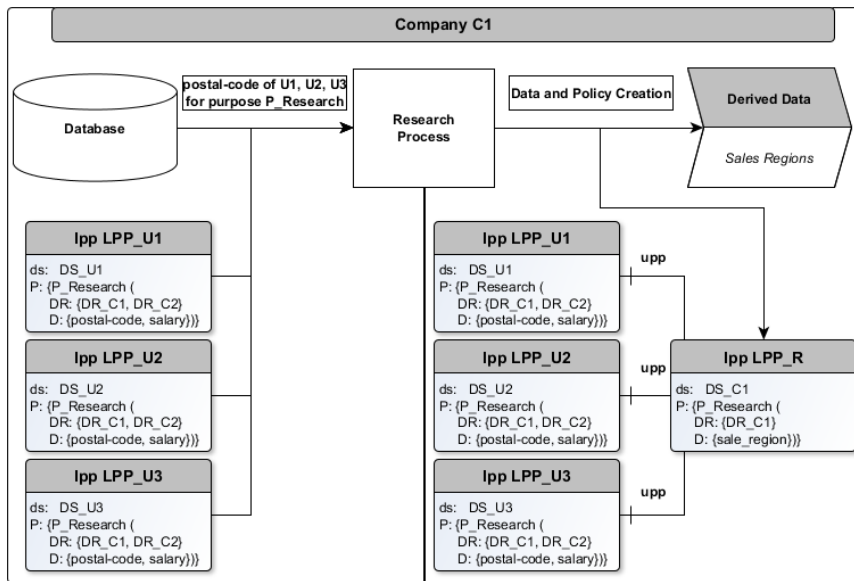 Company C1
Database
postal-code of U1, U2, U3
for purpose P_Research
Research
Process
Data and Policy Creation
Derived Data
Sales Regions
lpp LPP_U1
ds: DS_U1
P: {P_Research (
DR: {DR_C1, DR_C2}
D: {postal-code, salary})}
lpp LPP_U2
ds: DS_U2
P: {P_Research (
DR: {DR_C1, DR_C2}
D: {postal-code, salary})}
lpp LPP_U3
ds: DS_U3
P: {P_Research (
DR: {DR_C1, DR_C2}
D: {postal-code, salary})}
lpp LPP_U1
ds: DS_U1
P: {P_Research (
DR: {DR_C1, DR_C2}
D: {postal-code, salary})}
upp
lpp LPP_U2
ds: DS_U2
P: {P_Research (
DR: {DR_C1, DR_C2}
D: {postal-code, salary})}
upp
lpp LPP_U3
ds: DS_U3
P: {P_Research (
DR: {DR_C1, DR_C2}
D: {postal-code, salary})}
upp
lpp LPP_R
ds: DS_C1
P: {P_Research (
DR: {DR_C1}
D: {sale_region})}